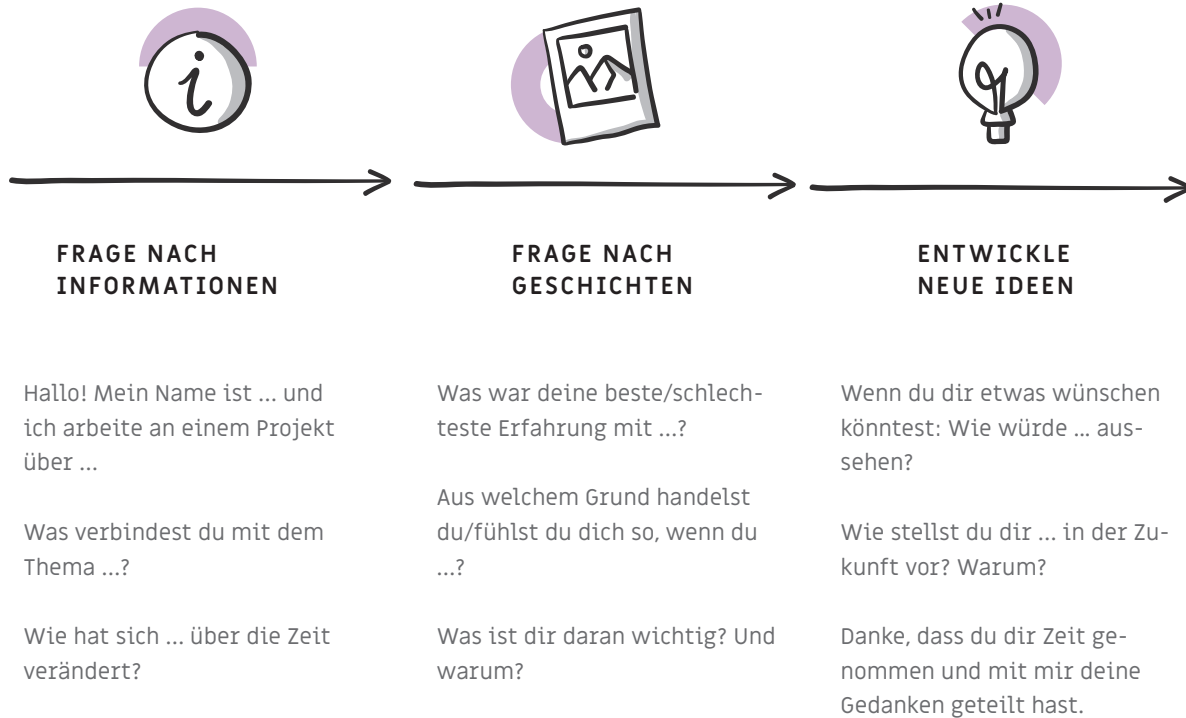 FRAGE NACH
INFORMATIONEN
Hallo! Mein Name ist ... und
ich arbeite an einem Projekt
über ...
Was verbindest du mit dem
Thema ...?
Wie hat sich ... über die Zeit
verändert?
FRAGE NACH
GESCHICHTEN
Was war deine beste/schlech-
teste Erfahrung mit ...?
Aus welchem Grund handelst
du/fühlst du dich so, wenn du
...?
Was ist dir daran wichtig? Und
warum?
ENTWICKLE
NEUE IDEEN
Wenn du dir etwas wünschen
könntest: Wie würde ... aus-
sehen?
Wie stellst du dir ... in der Zu-
kunft vor? Warum?
Danke, dass du dir Zeit ge-
nommen und mit mir deine
Gedanken geteilt hast.